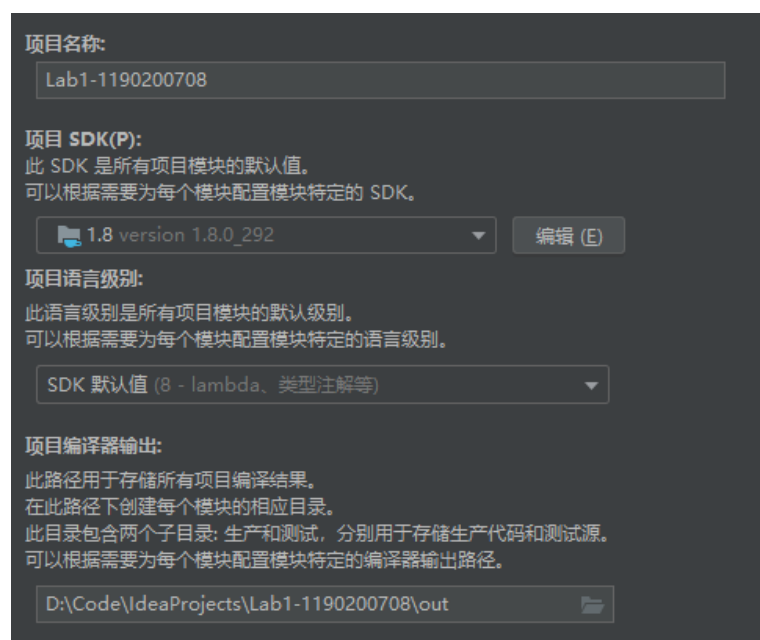 项目名称:
Lab1-1190200708
项目 SDK(P):
此 SDK 是所有项目模块的默认值。
可以根据需要为每个模块配置模块特定的 SDK。
1.8 version 1.8.0_292
编辑 (E)
项目语言级别:
此语言级别是所有项目模块的默认级别。
可以根据需要为每个模块配置模块特定的语言级别。
SDK 默认值 (8 - lambda、类型注解等)
项目编译器输出:
此路径用于存储所有项目编译结果。
在此路径下创建每个模块的相应目录。
此目录包含两个子目录: 生产和测试，分别用于存储生产代码和测试源。
可以根据需要为每个模块配置模块特定的编译器输出路径。
D:\Code\IdeaProjects\Lab1-1190200708\out